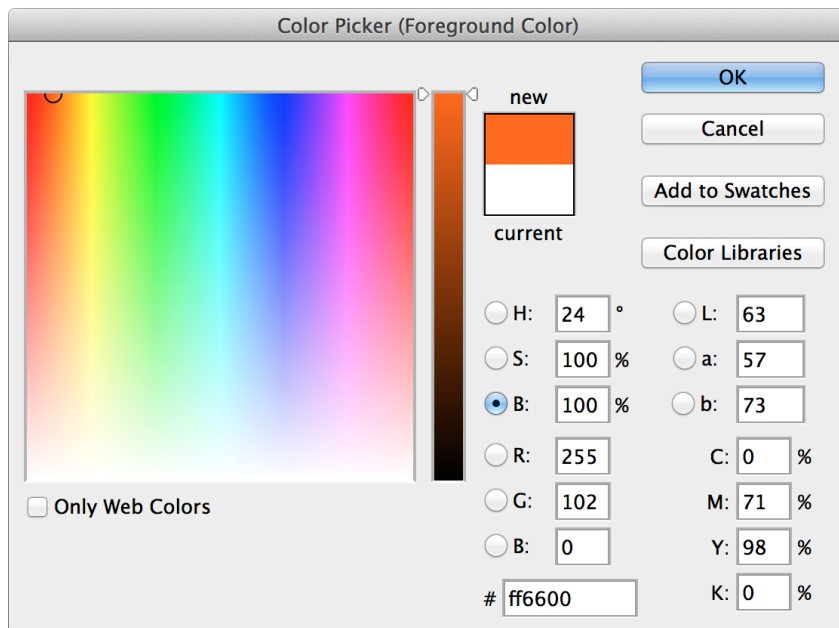 Color Picker (Foreground Color)
new
current
OK
Cancel
Add to Swatches
Color Libraries
H: 24 °
S: 100 %
B: 100 %
R: 255
G: 102
B: 0
# ff6600
L: 63
a: 57
b: 73
C: 0 %
M: 71 %
Y: 98 %
K: 0 %
Only Web Colors